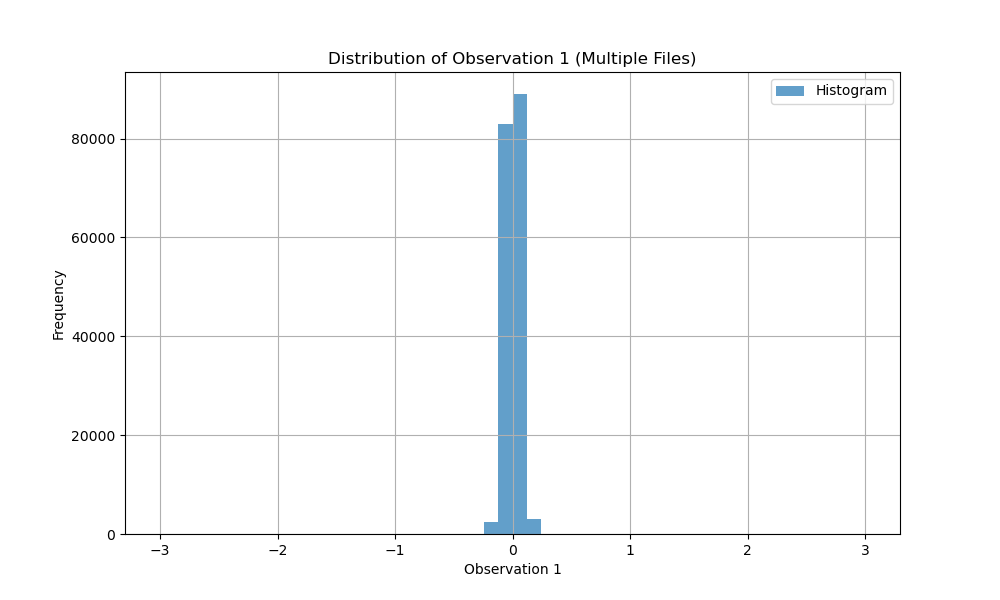 Distribution of Observation 1 (Multiple Files)
Histogram
80000
60000
40000
20000
0
Frequency
−3 −2 −1 0 1 2 3
Observation 1